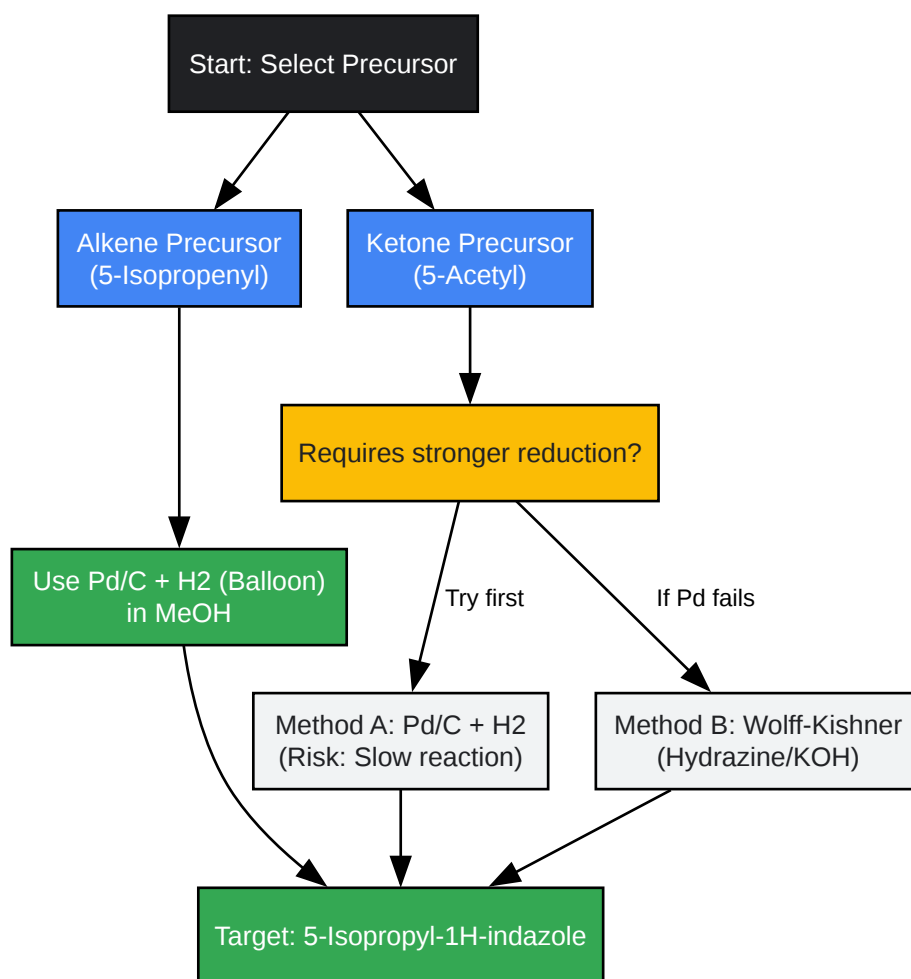 Start: Select Precursor
Alkene Precursor
(5-Isopropenyl)
Ketone Precursor
(5-Acetyl)
Requires stronger reduction?
Use Pd/C + H2 (Balloon)
in MeOH
Try first
If Pd fails
Method A: Pd/C + H2
(Risk: Slow reaction)
Method B: Wolff-Kishner
(Hydrazine/KOH)
Target: 5-Isopropyl-1H-indazole